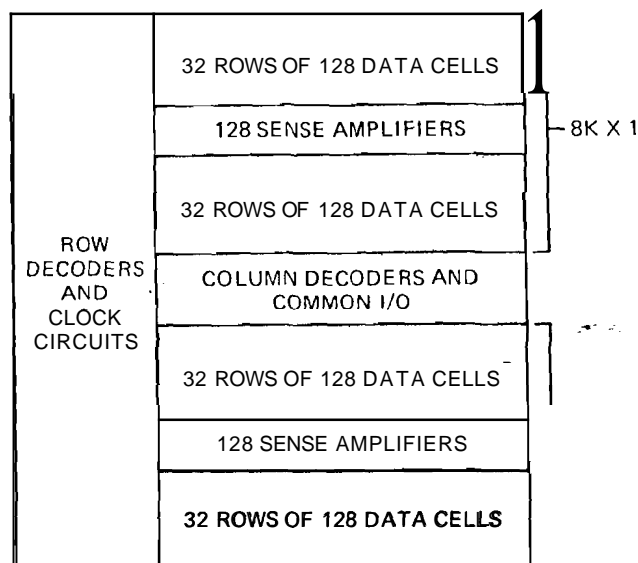 32 ROWS OF 128 DATA CELLS
128 SENSE AMPLIFIERS
8K X 1
32 ROWS OF 128 DATA CELLS
ROW
DECODERS
AND
CLOCK
CIRCUITS
COLUMN DECODERS AND
COMMON I/O
32 ROWS OF 128 DATA CELLS
128 SENSE AMPLIFIERS
32 ROWS OF 128 DATA CELLS